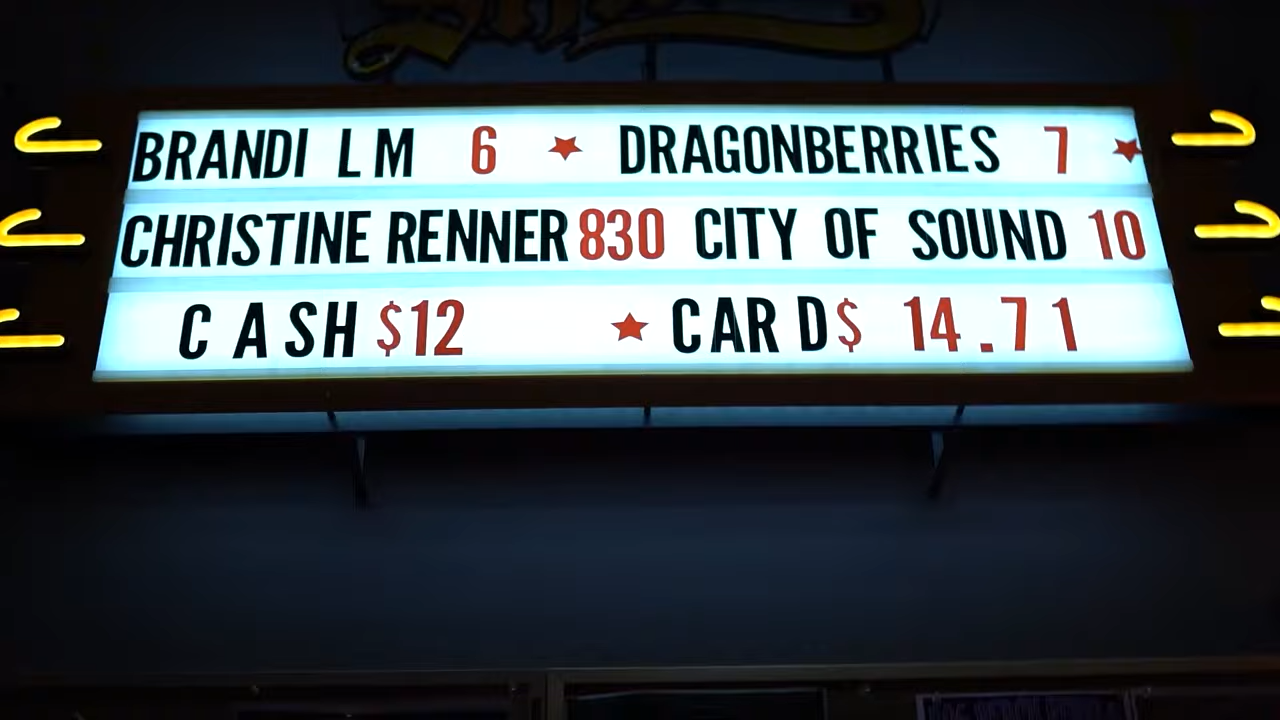 BRANDI LM 6 ★ DRAGONBERRIES 7 ★
CHRISTINE RENNER 830 CITY OF SOUND 10
CASH $12 ★ CARD $ 14.71